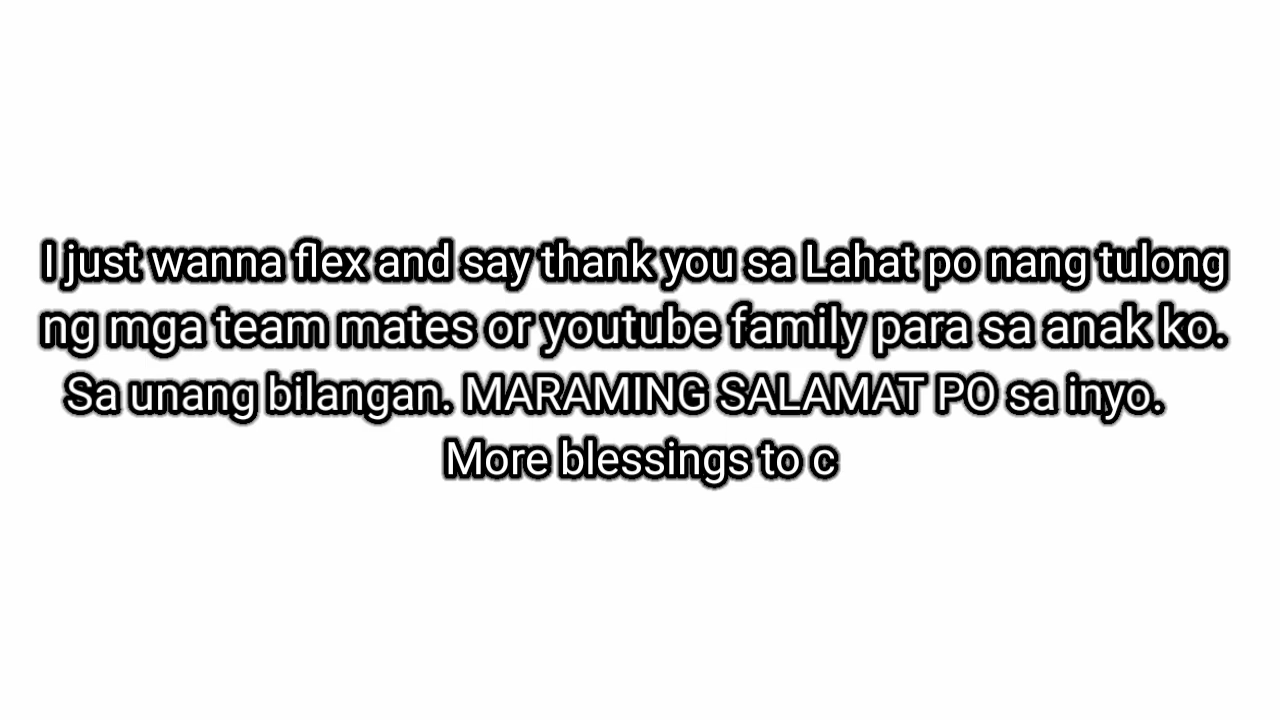 I just wanna flex and say thank you sa Lahat po nang tulong
ng mga team mates or youtube family para sa anak ko.
Sa unang bilangan. MARAMING SALAMAT PO sa inyo.
More blessings to c